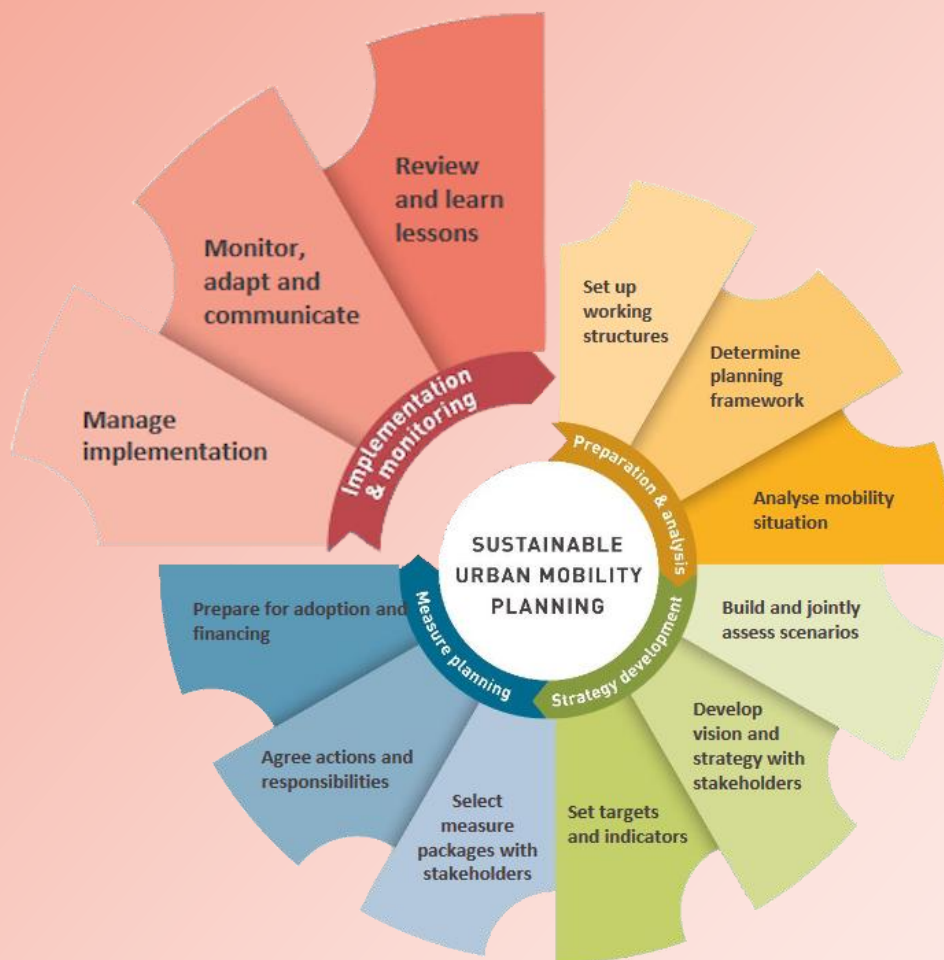 SUSTAINABLE
URBAN MOBILITY
PLANNING
Preparation & analysis
Set up
working
structures
Determine
planning
framework
Analyse mobility
situation
Strategy development
Build and jointly
assess scenarios
Develop
vision and
strategy with
stakeholders
Set targets
and indicators
Measure planning
Select
measure
packages with
stakeholders
Agree actions and
responsibilities
Prepare for adoption and
financing
Implementation
& monitoring
Manage
implementation
Monitor,
adapt and
communicate
Review
and learn
lessons